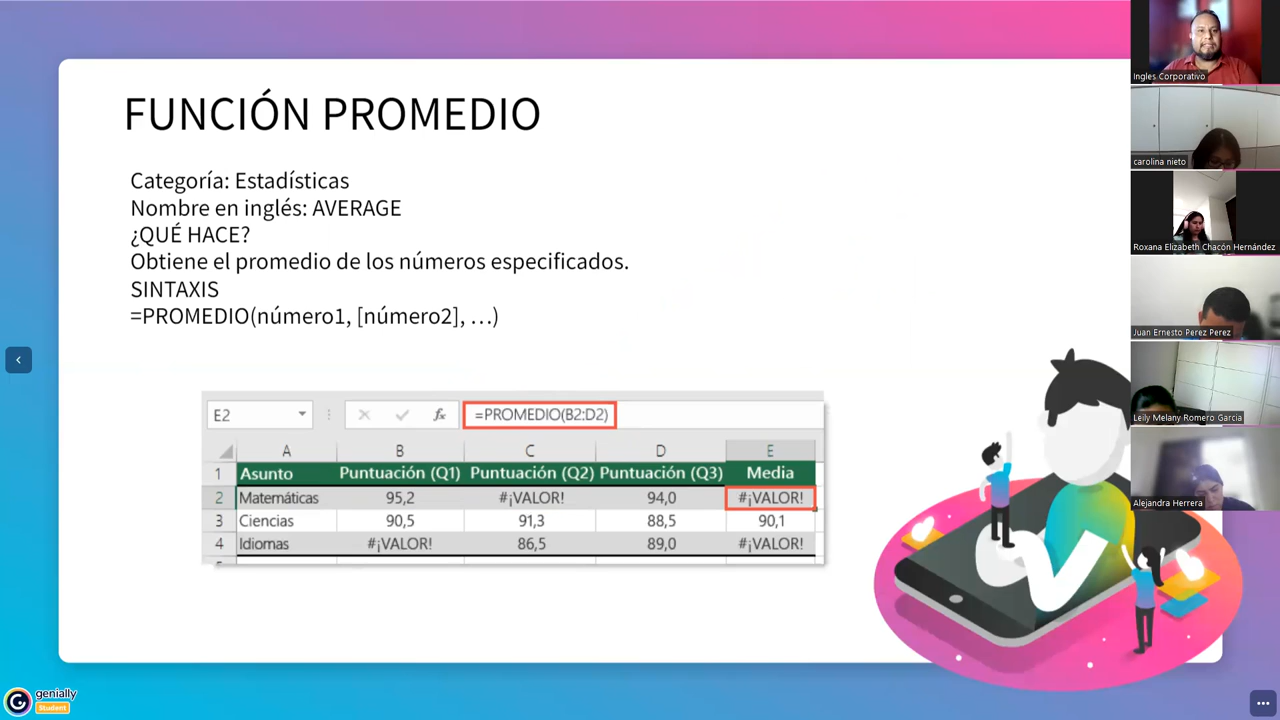 FUNCIÓN PROMEDIO
Categoría: Estadísticas
Nombre en inglés: AVERAGE
¿QUÉ HACE?
Obtiene el promedio de los números especificados.
SINTAXIS
=PROMEDIO(número1, [número2], …)
E2 fx =PROMEDIO(B2:D2)
A B C D E
1 Asunto Puntuación (Q1) Puntuación (Q2) Puntuación (Q3) Media
2 Matemáticas 95,2 #¡VALOR! 94,0 #¡VALOR!
3 Ciencias 90,5 91,3 88,5 90,1
4 Idiomas #¡VALOR! 86,5 89,0 #¡VALOR!
genially
Student
Ingles Corporativo
carolina nieto
Roxana Elizabeth Chacón Hernández
Juan Ernesto Perez Perez
Leily Melany Romero Garcia
Alejandra Herrera